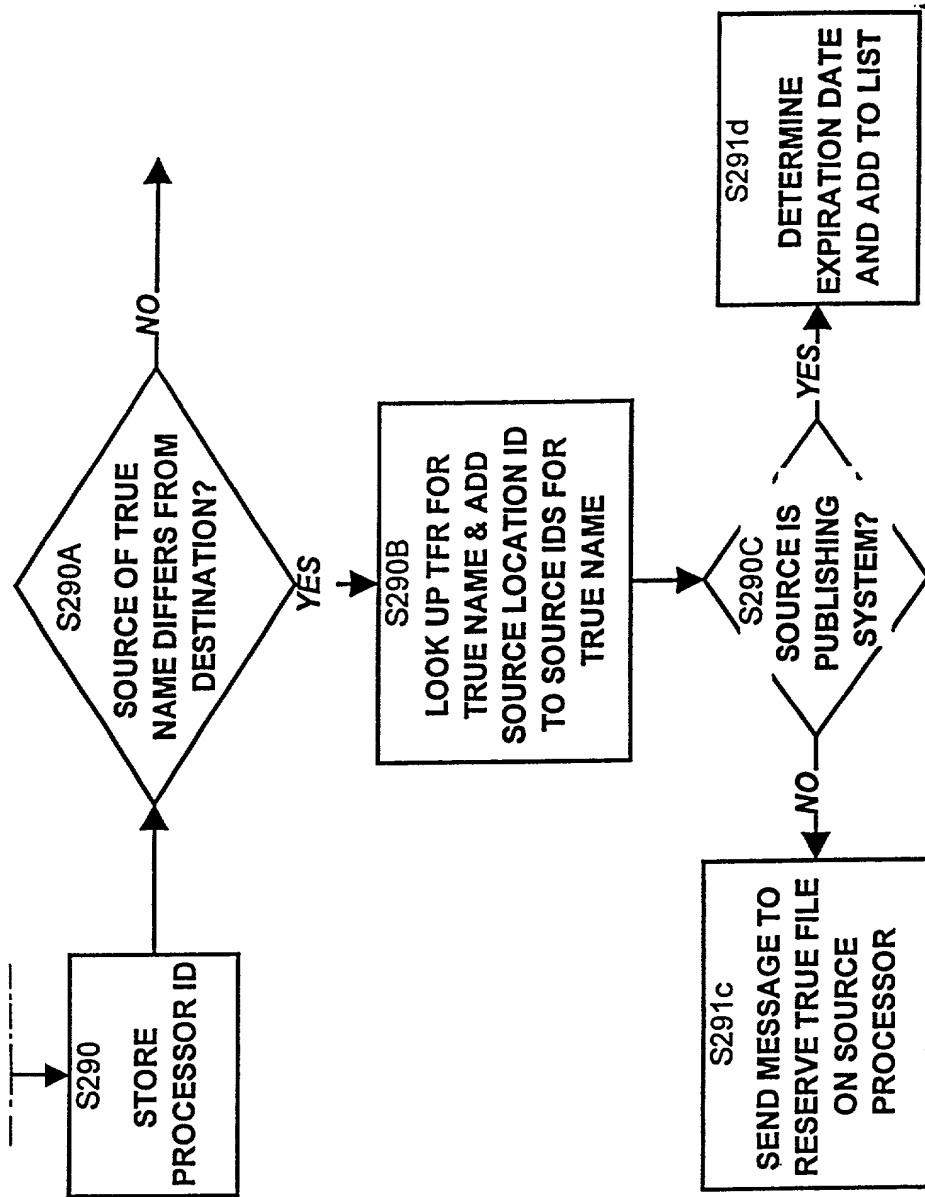 S290
STORE
PROCESSOR ID
S290A
SOURCE OF TRUE
NAME DIFFERS FROM
DESTINATION?
NO
YES
S290B
LOOK UP TFR FOR
TRUE NAME & ADD
SOURCE LOCATION ID
TO SOURCE IDS FOR
TRUE NAME
S290C
SOURCE IS
PUBLISHING
SYSTEM?
NO
YES
S291c
SEND MESSAGE TO
RESERVE TRUE FILE
ON SOURCE
PROCESSOR
S291d
DETERMINE
EXPIRATION DATE
AND ADD TO LIST